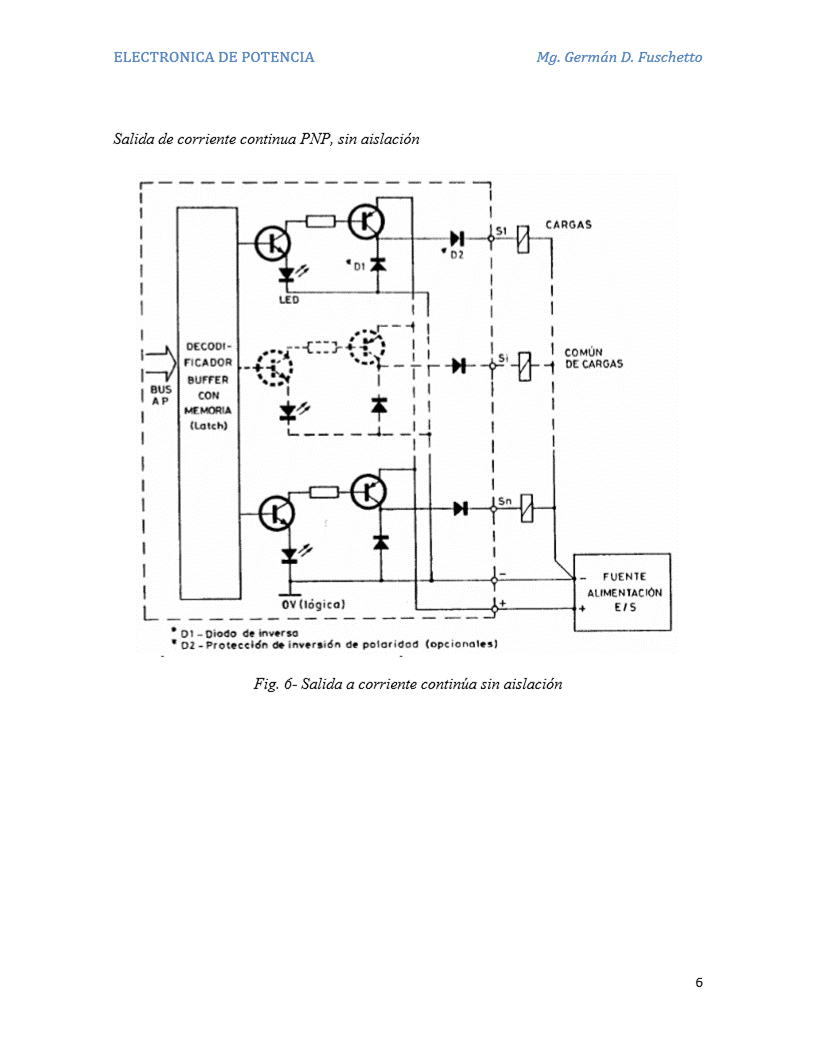 ELECTRONICA DE POTENCIA Mg. Germán D. Fuschetto
Salida de corriente continua PNP, sin aislación
S1
CARGAS
* D1
* D2
LED
DECODI-
FICADOR
BUFFER
CON
MEMORIA
(Latch)
BUS
AP
Si
COMÚN
DE CARGAS
Sn
0V (lógica)
-
+
- FUENTE
ALIMENTACIÓN
+ E/S
* D1 - Diodo de inversa
* D2 - Protección de inversión de polaridad (opcionales)
Fig. 6- Salida a corriente continúa sin aislación
6